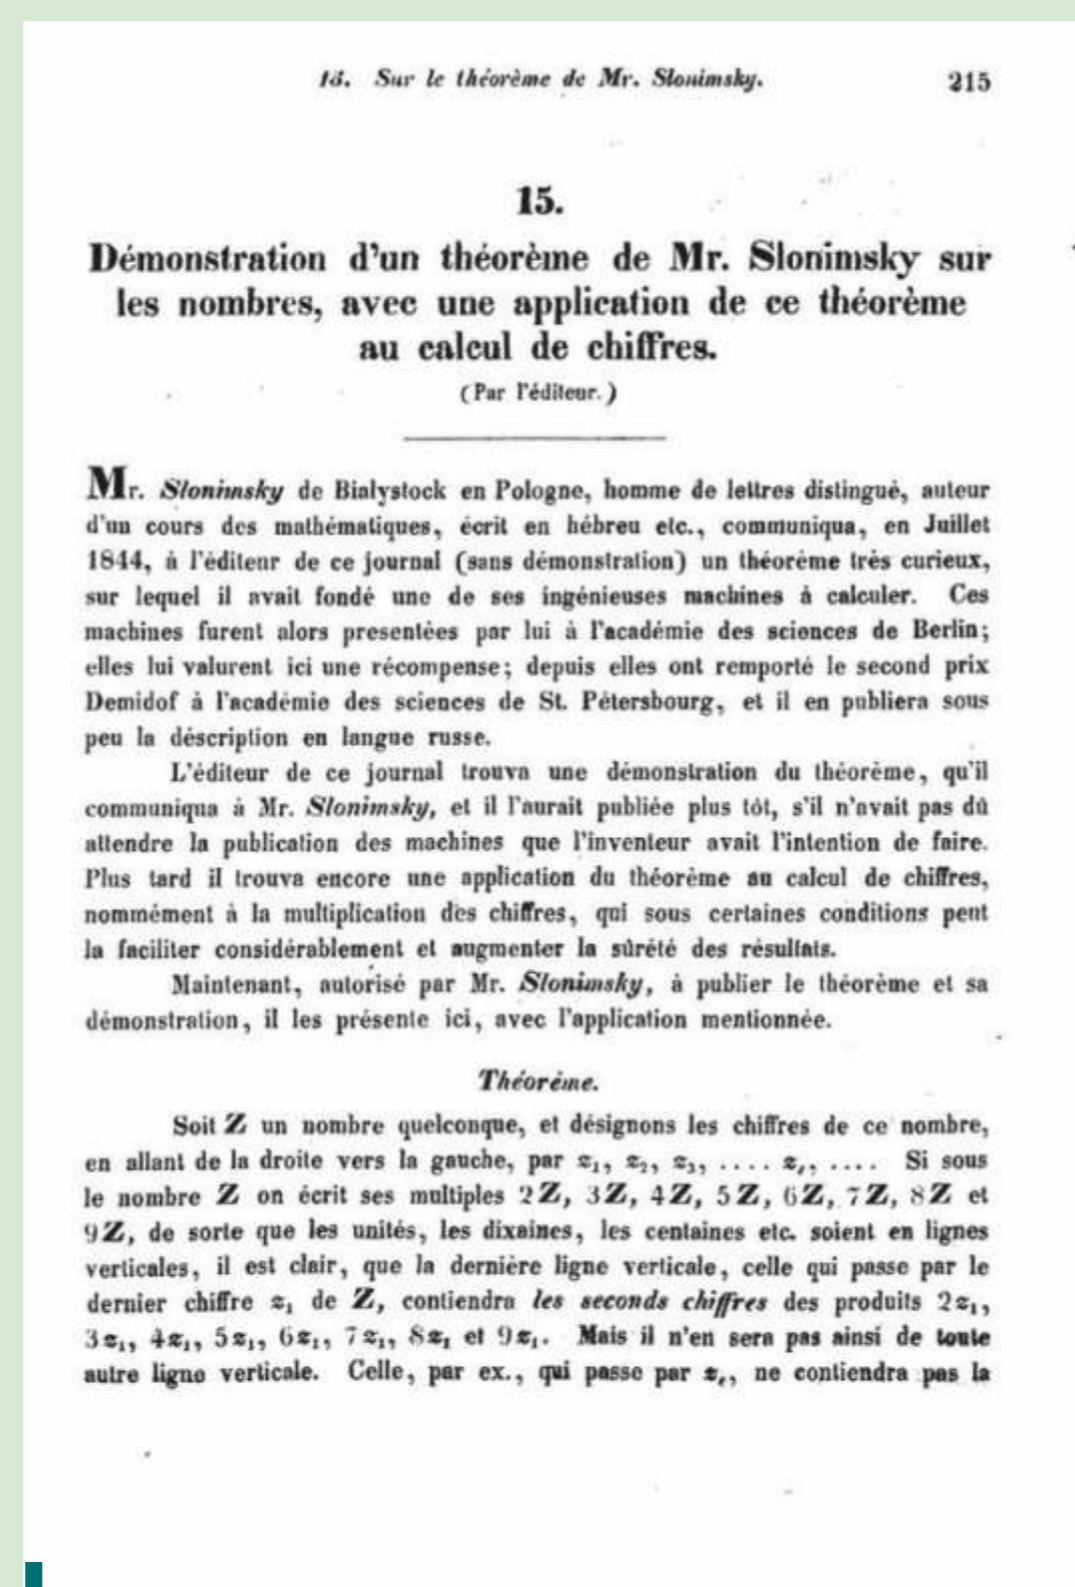 15. Sur le théorème de Mr. Slonimsky. 215
15.
Démonstration d'un théorème de Mr. Slonimsky sur
les nombres, avec une application de ce théorème
au calcul de chiffres.
(Par l'éditeur.)
Mr. Slonimsky de Bialystock en Pologne, homme de lettres distingué, auteur
d'un cours des mathématiques, écrit en hébreu etc., communiqua, en Juillet
1844, à l'éditeur de ce journal (sans démonstration) un théorème très curieux,
sur lequel il avait fondé une de ses ingénieuses machines à calculer. Ces
machines furent alors presentées par lui à l'académie des sciences de Berlin;
elles lui valurent ici une récompense; depuis elles ont remporté le second prix
Demidof à l'académie des sciences de St. Pétersbourg, et il en publiera sous
peu la déscription en langue russe.
L'éditeur de ce journal trouva une démonstration du théorème, qu'il
communiqua à Mr. Slonimsky, et il l'aurait publiée plus tôt, s'il n'avait pas dû
attendre la publication des machines que l'inventeur avait l'intention de faire.
Plus tard il trouva encore une application du théorème au calcul de chiffres,
nommément à la multiplication des chiffres, qui sous certaines conditions peut
la faciliter considérablement et augmenter la sûrété des résultats.
Maintenant, autorisé par Mr. Slonimsky, à publier le théorème et sa
démonstration, il les présente ici, avec l'application mentionnée.
Théorème.
Soit Z un nombre quelconque, et désignons les chiffres de ce nombre,
en allant de la droite vers la gauche, par z₁, z₂, z₃, .... z,, .... Si sous
le nombre Z on écrit ses multiples 2Z, 3Z, 4Z, 5Z, 6Z, 7Z, 8Z et
9Z, de sorte que les unités, les dixaines, les centaines etc. soient en lignes
verticales, il est clair, que la dernière ligne verticale, celle qui passe par le
dernier chiffre z₁ de Z, contiendra les seconds chiffres des produits 2z₁,
3z₁, 4z₁, 5z₁, 6z₁, 7z₁, 8z₁ et 9z₁. Mais il n'en sera pas ainsi de toute
autre ligne verticale. Celle, par ex., qui passe par z,, ne contiendra pas la